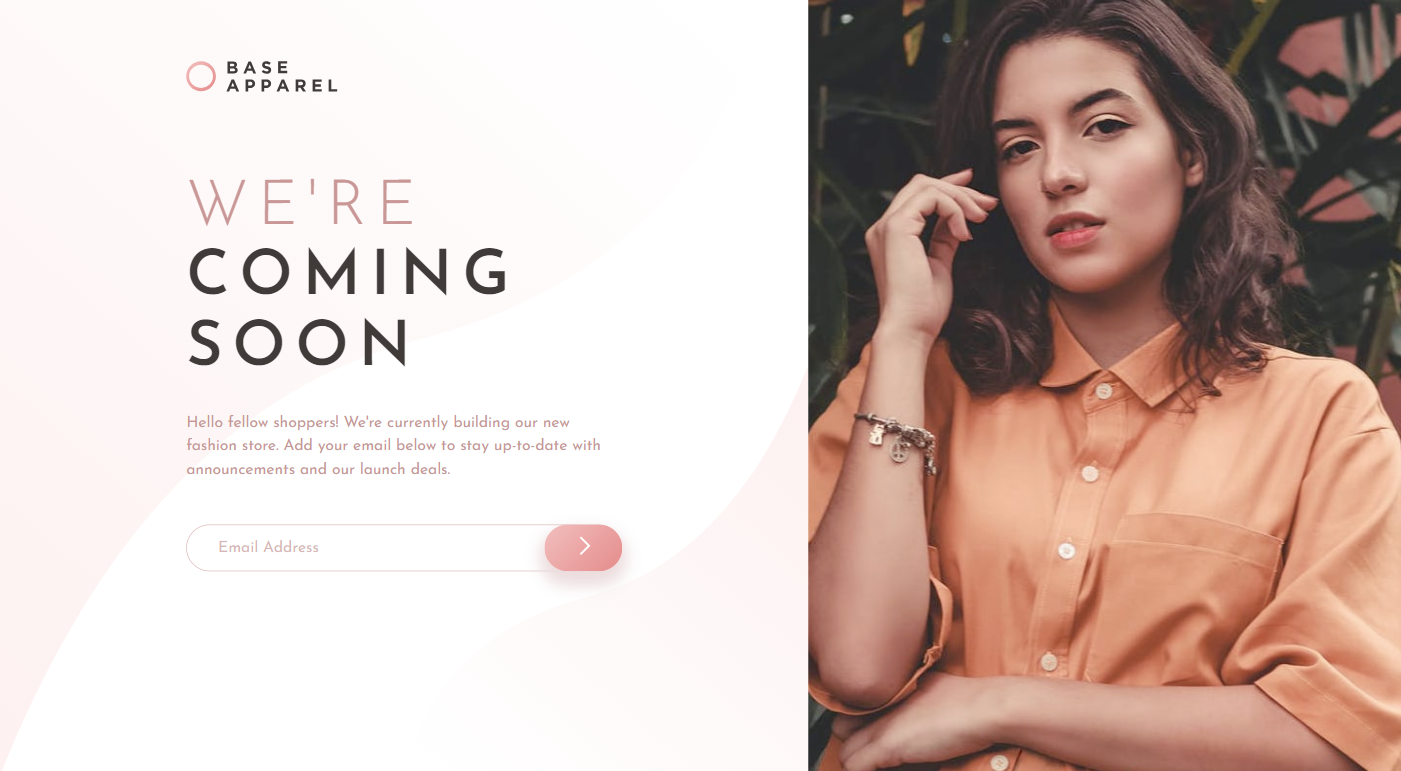 BASE
APPAREL
WE'RE
COMING
SOON
Hello fellow shoppers! We're currently building our new
fashion store. Add your email below to stay up-to-date with
announcements and our launch deals.
Email Address